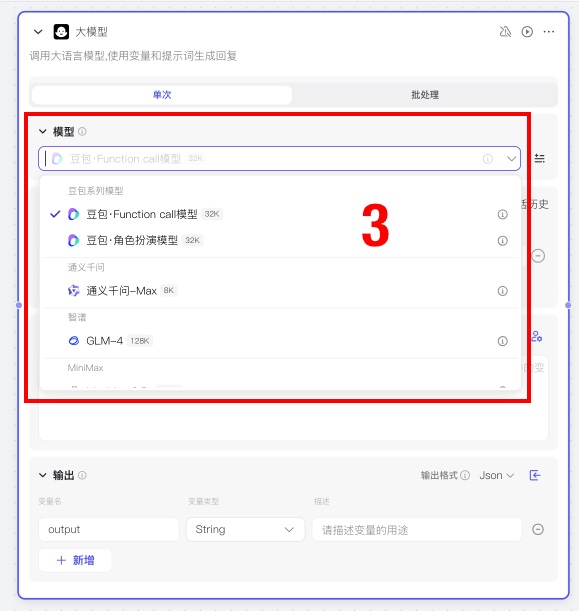 大模型
调用大语言模型,使用变量和提示词生成回复
单次 批处理
模型
豆包·Function call模型 32K
豆包系列模型
豆包·Function call模型 32K
豆包·角色扮演模型 32K
3
通义千问
通义千问-Max 8K
智谱
GLM-4 128K
MiniMax
历史
的变
输出 输出格式 Json
变量名 变量类型 描述
output String 请描述变量的用途
新增